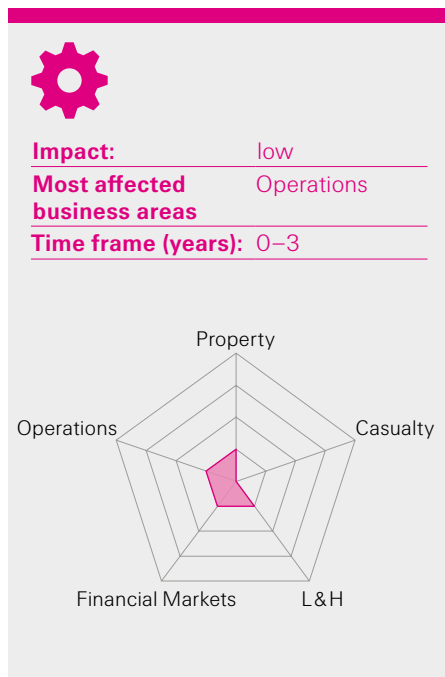 Impact: low
Most affected Operations
business areas
Time frame (years): 0–3
Property
Operations
Casualty
Financial Markets
L&H